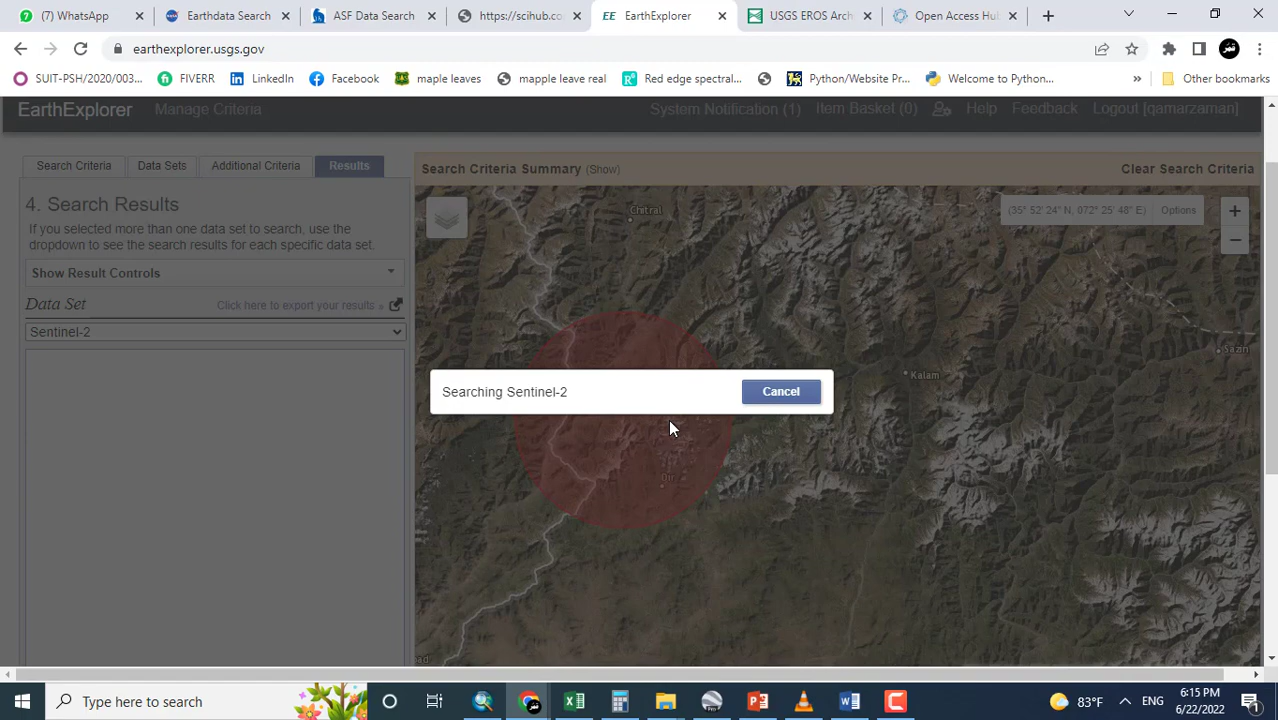 (7) WhatsApp
Earthdata Search
ASF Data Search
https://scihub.co
EarthExplorer
USGS EROS Arch
Open Access Hu
earthexplorer.usgs.gov
SUIT-PSH/2020/003...
FIVERR
LinkedIn
Facebook
maple leaves
mapple leave real
Red edge spectral...
Python/Website Pr...
Welcome to Python...
Other bookmarks
EarthExplorer
Manage Criteria
System Notification (1)
Item Basket (0)
Help
Feedback
Logout [qamarzaman]
Search Criteria
Data Sets
Additional Criteria
Results
Search Criteria Summary (Show)
Clear Search Criteria
4. Search Results
If you selected more than one data set to search, use the
dropdown to see the search results for each specific data set.
Show Result Controls
Data Set
Click here to export your results »
Sentinel-2
Chitral
(35° 52' 24" N, 072° 25' 48" E)
Options
Sazin
Kalam
Searching Sentinel-2
Cancel
Type here to search
83°F
ENG
6:15 PM
6/22/2022